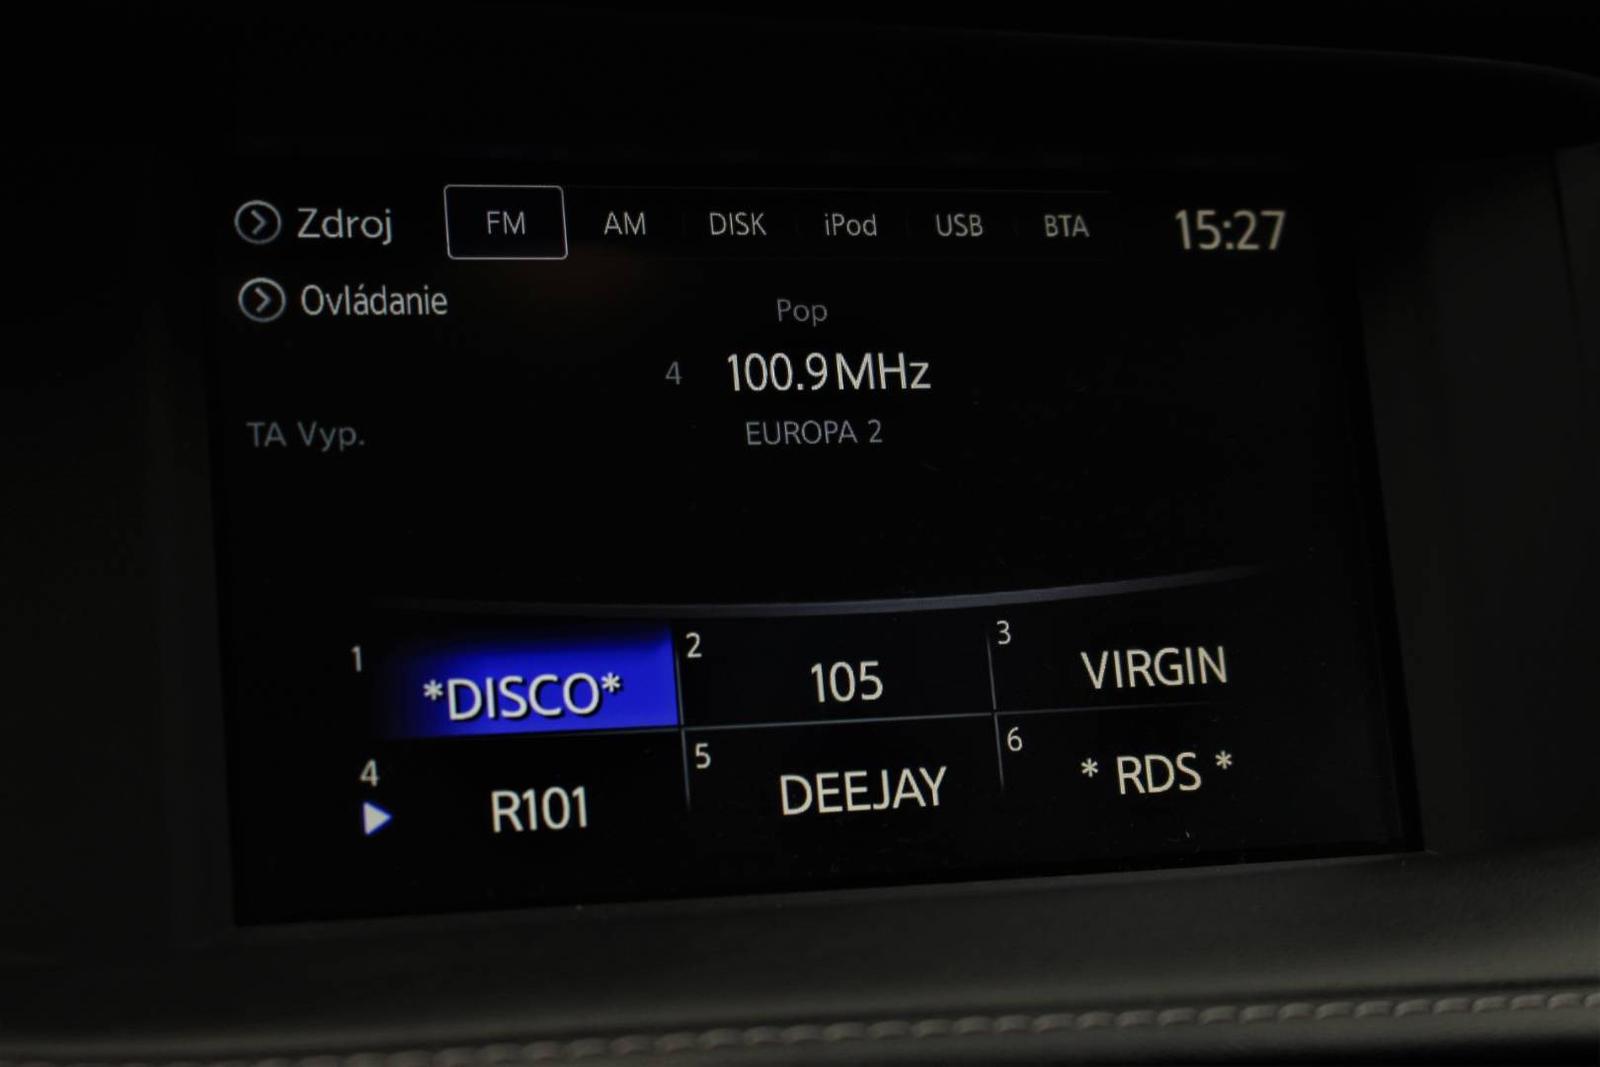 Zdroj FM AM DISK iPod USB BTA 15:27
Ovládanie
Pop
4 100.9MHz
TA Vyp. EUROPA 2
1 *DISCO* 2 105 3 VIRGIN
4 R101 5 DEEJAY 6 * RDS *